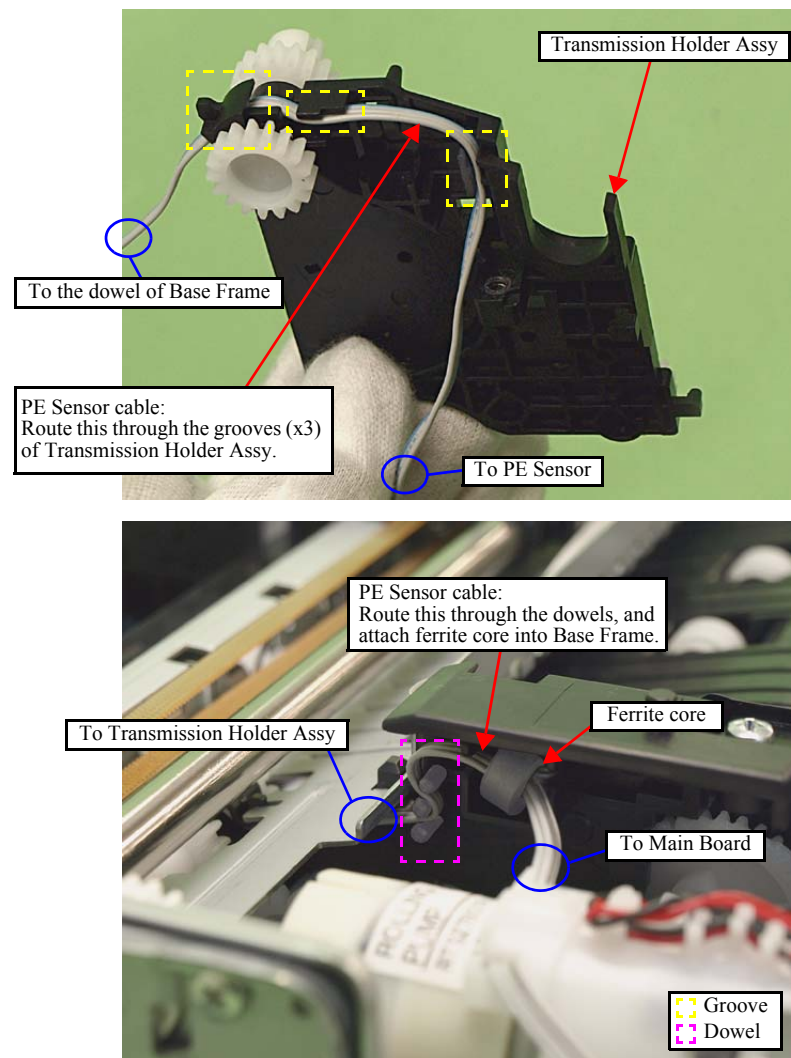 Transmission Holder Assy
To the dowel of Base Frame
PE Sensor cable:
Route this through the grooves (x3)
of Transmission Holder Assy.
To PE Sensor
PE Sensor cable:
Route this through the dowels, and
attach ferrite core into Base Frame.
Ferrite core
To Transmission Holder Assy
To Main Board
PUMP
Groove
Dowel